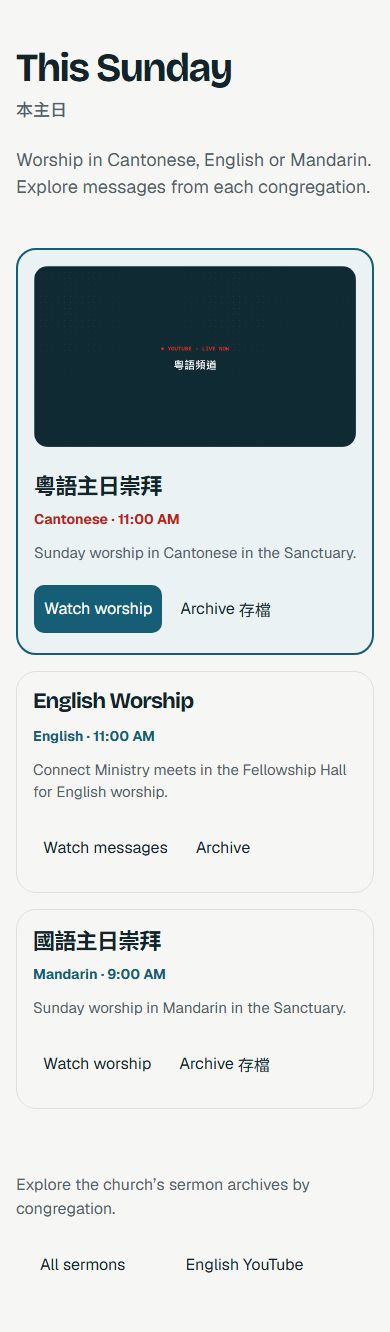 This Sunday
本主日
Worship in Cantonese, English or Mandarin.
Explore messages from each congregation.
● YOUTUBE · LIVE NOW
粵語頻道
粵語主日崇拜
Cantonese · 11:00 AM
Sunday worship in Cantonese in the Sanctuary.
Watch worship
Archive 存檔
English Worship
English · 11:00 AM
Connect Ministry meets in the Fellowship Hall
for English worship.
Watch messages
Archive
國語主日崇拜
Mandarin · 9:00 AM
Sunday worship in Mandarin in the Sanctuary.
Watch worship
Archive 存檔
Explore the church’s sermon archives by
congregation.
All sermons
English YouTube